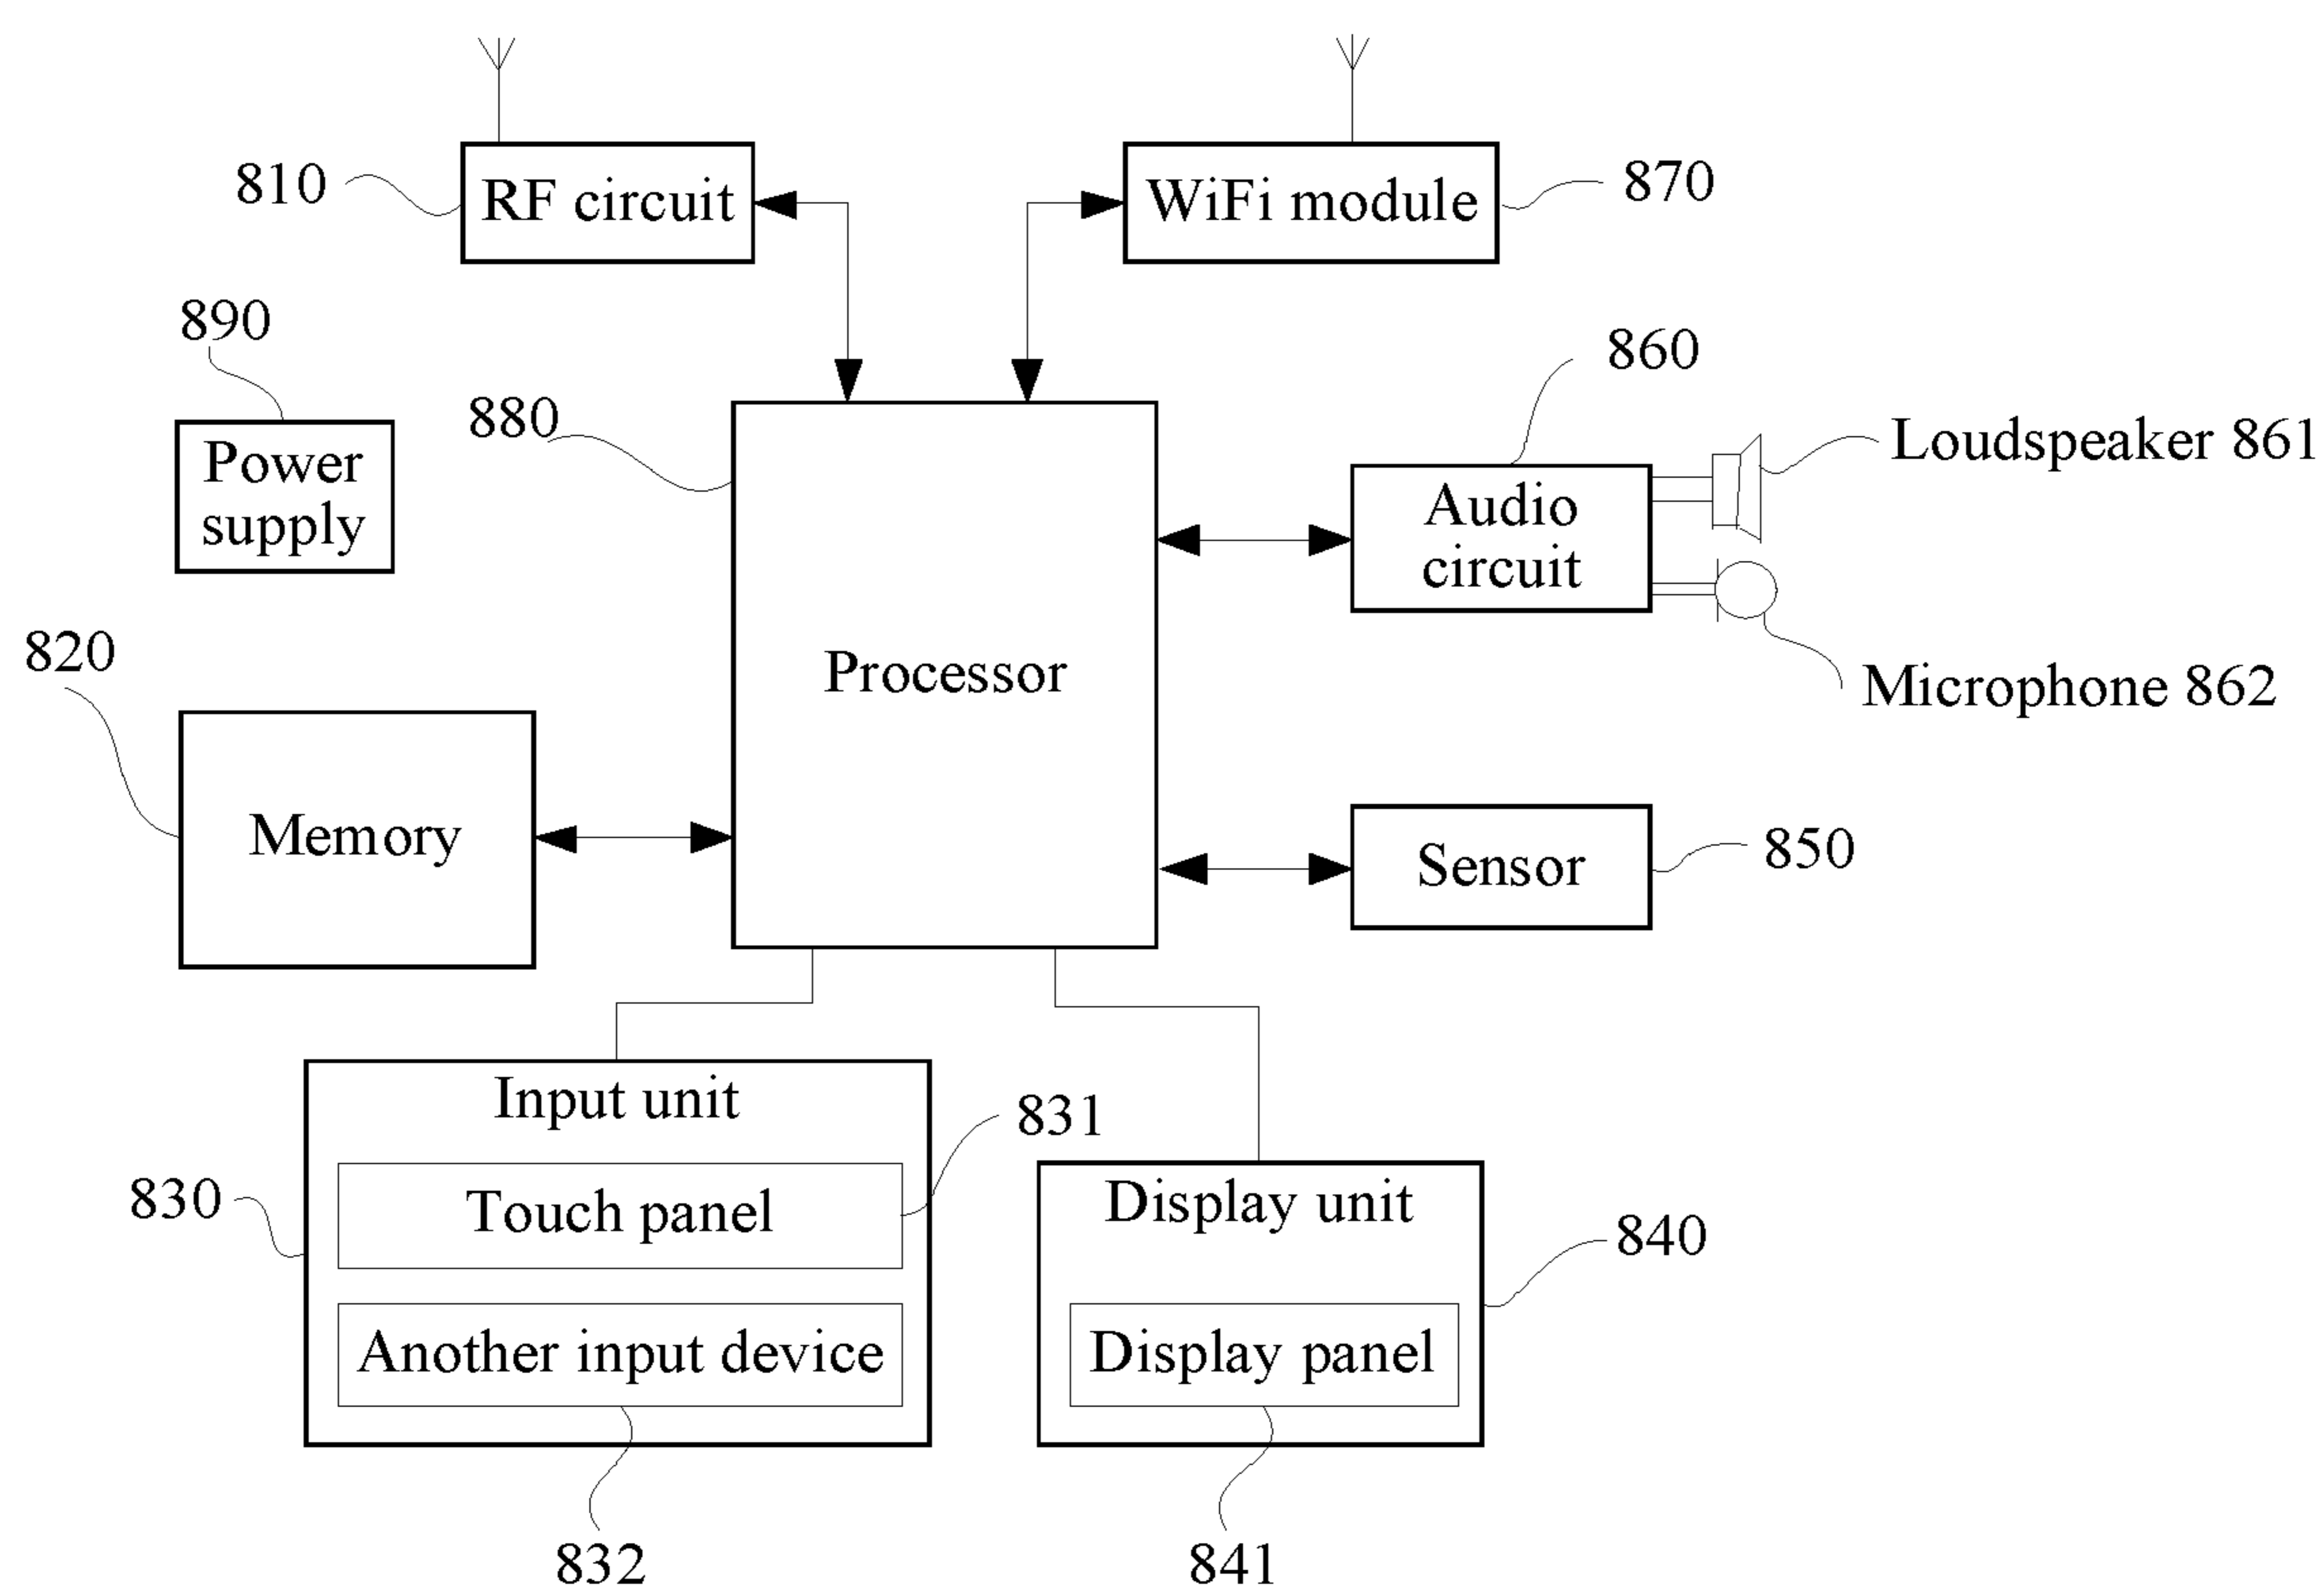 810
RF circuit
WiFi module
870
890
Power
supply
880
860
Audio
circuit
Loudspeaker 861
Microphone 862
Processor
820
Memory
Sensor
850
Input unit
831
830
Touch panel
Another input device
832
Display unit
840
Display panel
841